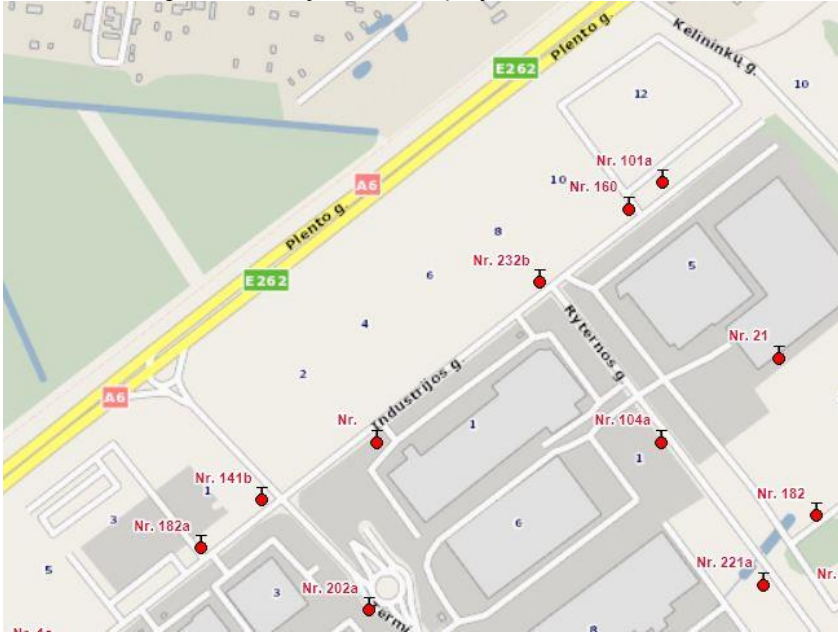 Plento g.
E262
Kelininkų g.
12
10
Nr. 101a
10
Nr. 160
A6
Plento g.
8
Nr. 232b
5
6
E262
4
Ryternos g.
Nr. 21
2
Industrijos g.
A6
Nr.
1
Nr. 104a
1
Nr. 141b
1
Nr. 182
3
Nr. 182a
6
5
Nr. 221a
Nr.
3
Nr. 202a
8